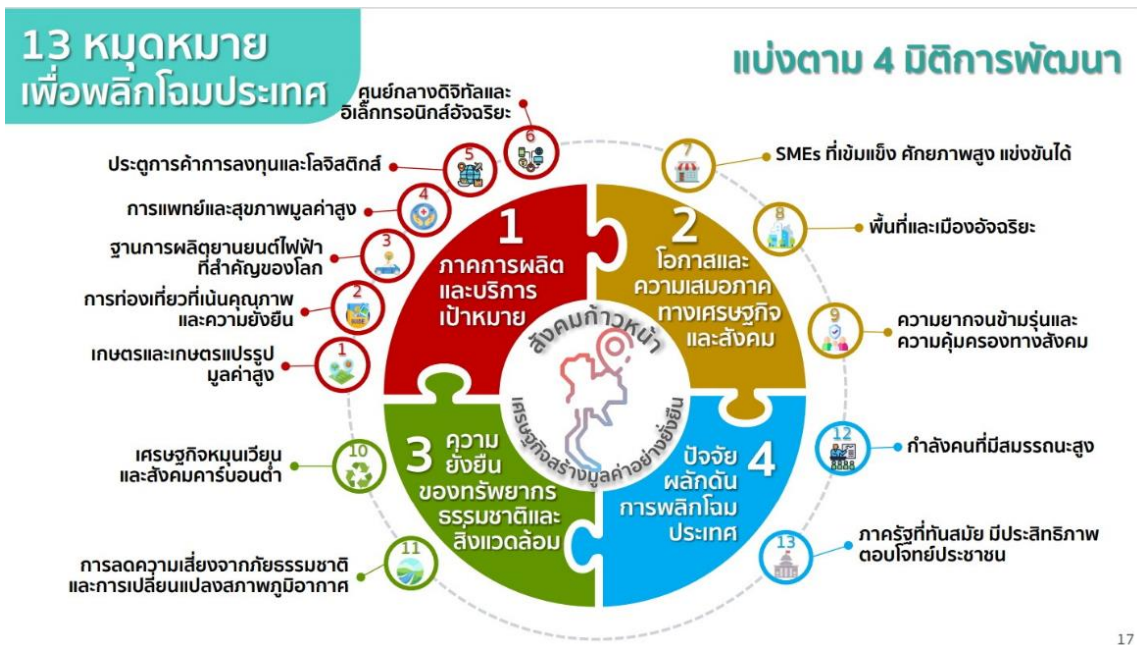 13 หมุดหมาย
เพื่อพลิกโฉมประเทศ
แบ่งตาม 4 มิติการพัฒนา
6
ศูนย์กลางดิจิทัลและ
อิเล็กทรอนิกส์อัจฉริยะ
5
ประตูการค้าการลงทุนและโลจิสติกส์
4
การแพทย์และสุขภาพมูลค่าสูง
3
ฐานการผลิตยานยนต์ไฟฟ้า
ที่สำคัญของโลก
2
การท่องเที่ยวที่เน้นคุณภาพ
และความยั่งยืน
1
เกษตรและเกษตรแปรรูป
มูลค่าสูง
1
ภาคการผลิต
และบริการ
เป้าหมาย
2
โอกาสและ
ความเสมอภาค
ทางเศรษฐกิจ
และสังคม
7
SMEs ที่เข้มแข็ง ศักยภาพสูง แข่งขันได้
8
พื้นที่และเมืองอัจฉริยะ
9
ความยากจนข้ามรุ่นและ
ความคุ้มครองทางสังคม
สังคมก้าวหน้า
เศรษฐกิจสร้างมูลค่าอย่างยั่งยืน
10
เศรษฐกิจหมุนเวียน
และสังคมคาร์บอนต่ำ
11
การลดความเสี่ยงจากภัยธรรมชาติ
และการเปลี่ยนแปลงสภาพภูมิอากาศ
3
ความ
ยั่งยืน
ของทรัพยากร
ธรรมชาติและ
สิ่งแวดล้อม
4
ปัจจัย
ผลักดัน
การพลิกโฉม
ประเทศ
12
กำลังคนที่มีสมรรถนะสูง
13
ภาครัฐที่ทันสมัย มีประสิทธิภาพ
ตอบโจทย์ประชาชน
17